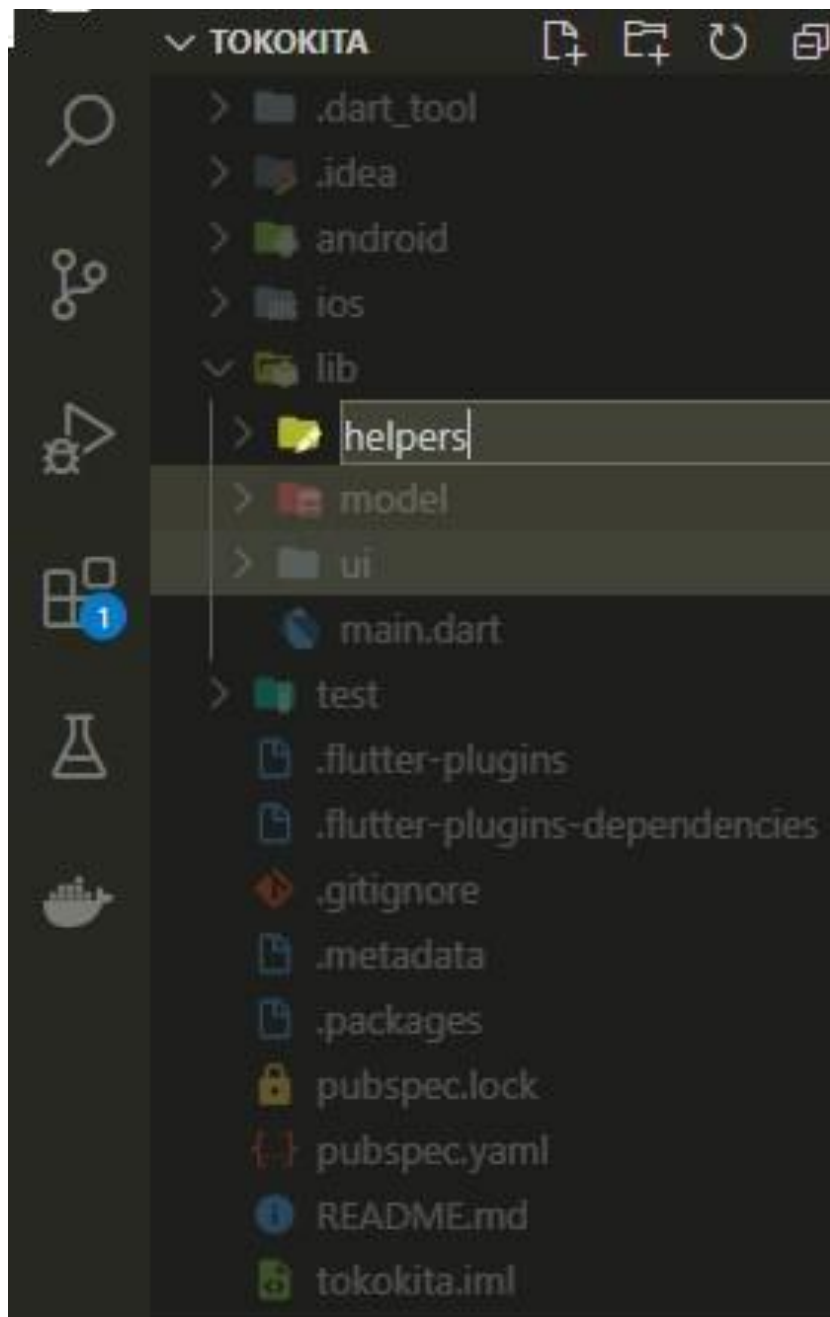 TOKOKITA
.dart_tool
.idea
android
ios
lib
helpers
model
ui
main.dart
1
test
.flutter-plugins
.flutter-plugins-dependencies
.gitignore
.metadata
.packages
pubspec.lock
pubspec.yaml
README.md
tokokita.iml